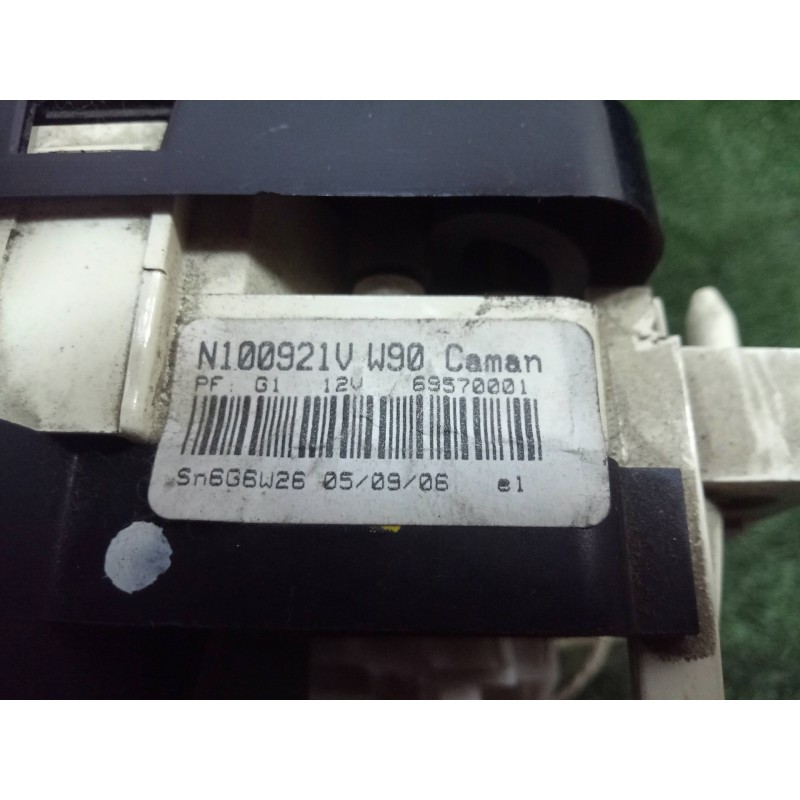 N100921V W90 Caman
PF: G1 12V 69570001
Sn6G6W26 05/09/06 e1